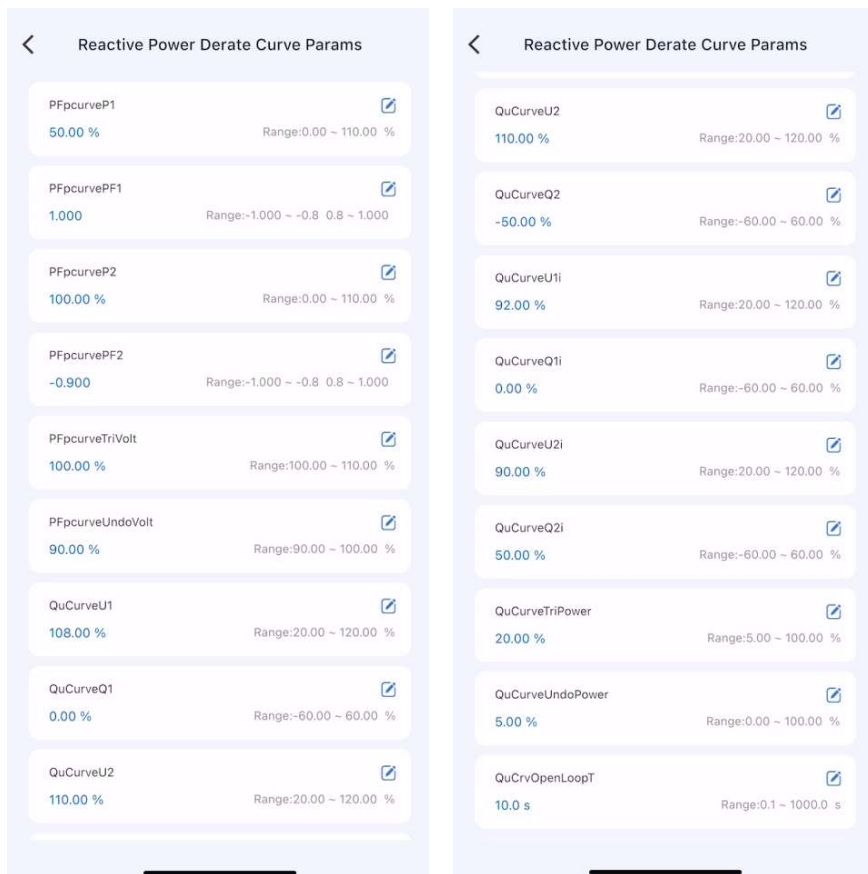 Reactive Power Derate Curve Params
PFpcurveP1
50.00 % Range:0.00 ~ 110.00 %
PFpcurvePF1
1.000 Range:-1.000 ~ -0.8 0.8 ~ 1.000
PFpcurveP2
100.00 % Range:0.00 ~ 110.00 %
PFpcurvePF2
-0.900 Range:-1.000 ~ -0.8 0.8 ~ 1.000
PFpcurveTriVolt
100.00 % Range:100.00 ~ 110.00 %
PFpcurveUndoVolt
90.00 % Range:90.00 ~ 100.00 %
QuCurveU1
108.00 % Range:20.00 ~ 120.00 %
QuCurveQ1
0.00 % Range:-60.00 ~ 60.00 %
QuCurveU2
110.00 % Range:20.00 ~ 120.00 %
Reactive Power Derate Curve Params
QuCurveU2
110.00 % Range:20.00 ~ 120.00 %
QuCurveQ2
-50.00 % Range:-60.00 ~ 60.00 %
QuCurveU1i
92.00 % Range:20.00 ~ 120.00 %
QuCurveQ1i
0.00 % Range:-60.00 ~ 60.00 %
QuCurveU2i
90.00 % Range:20.00 ~ 120.00 %
QuCurveQ2i
50.00 % Range:-60.00 ~ 60.00 %
QuCurveTriPower
20.00 % Range:5.00 ~ 100.00 %
QuCurveUndoPower
5.00 % Range:0.00 ~ 100.00 %
QuCrvOpenLoopT
10.0 s Range:0.1 ~ 1000.0 s